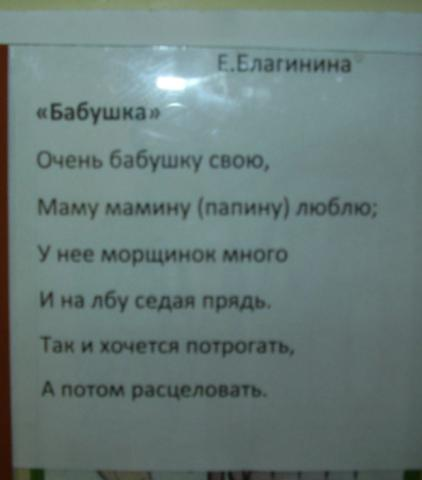 Е.Благинина
«Бабушка»
Очень бабушку свою,
Маму мамину (папину) люблю;
У нее морщинок много
И на лбу седая прядь.
Так и хочется потрогать,
А потом расцеловать.